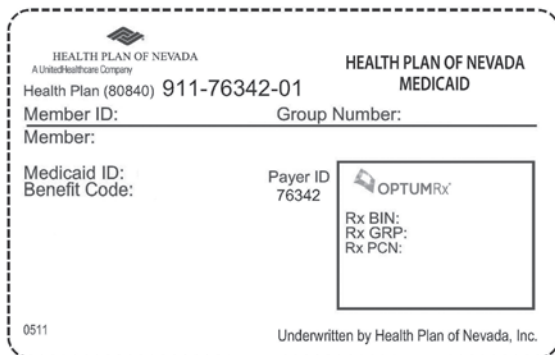 HEALTH PLAN OF NEVADA
A UnitedHealthcare Company
HEALTH PLAN OF NEVADA
MEDICAID
Health Plan (80840) 911-76342-01
Member ID: Group Number:
Member:
Medicaid ID:
Benefit Code:
Payer ID
76342
OPTUMRx®
Rx BIN:
Rx GRP:
Rx PCN:
0511
Underwritten by Health Plan of Nevada, Inc.